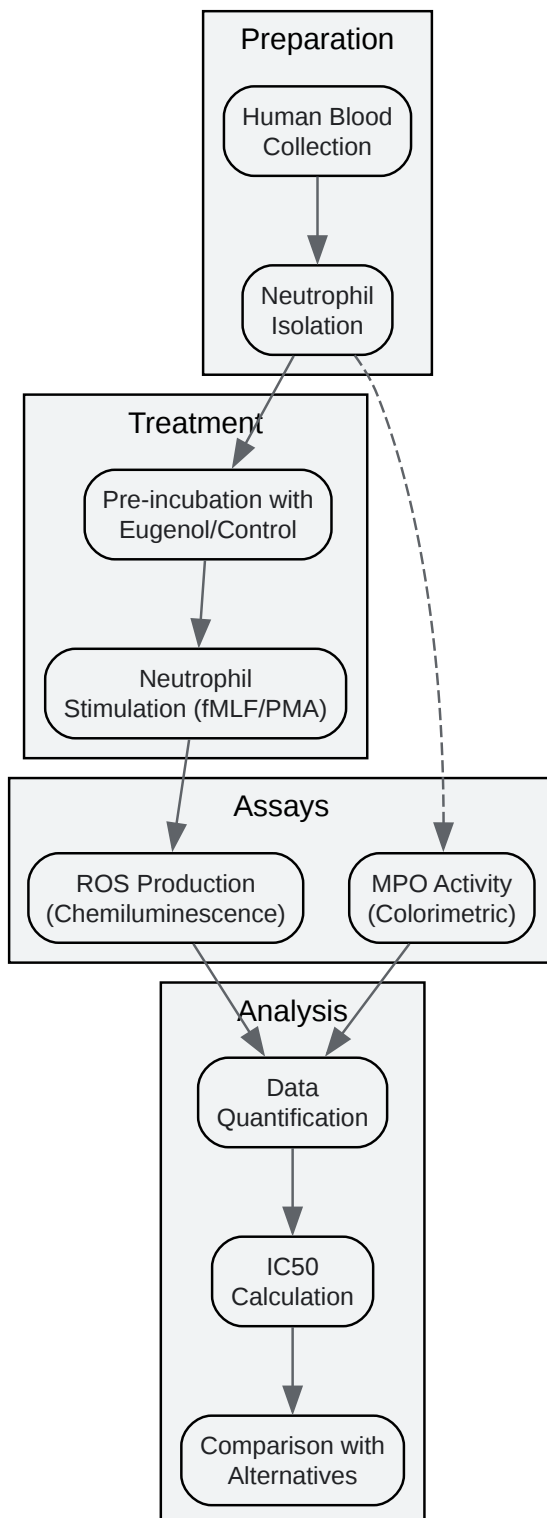 Preparation
Human Blood
Collection
Neutrophil
Isolation
Treatment
Pre-incubation with
Eugenol/Control
Neutrophil
Stimulation (fMLF/PMA)
Assays
ROS Production
(Chemiluminescence)
MPO Activity
(Colorimetric)
Analysis
Data
Quantification
IC50
Calculation
Comparison with
Alternatives